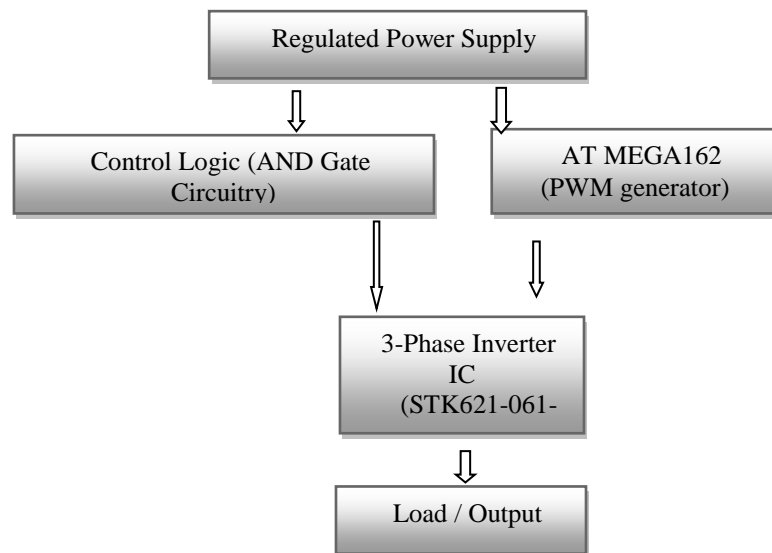 Regulated Power Supply
Control Logic (AND Gate
Circuitry)
AT MEGA162
(PWM generator)
3-Phase Inverter
IC
(STK621-061-
Load / Output